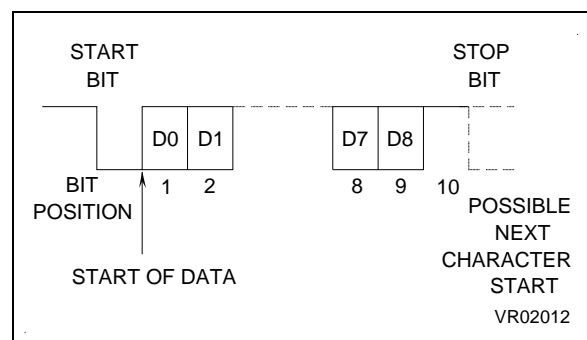 START
BIT
STOP
BIT
D0 D1 D7 D8
BIT
POSITION
1 2 8 9 10
START OF DATA
POSSIBLE
NEXT
CHARACTER
START
VR02012